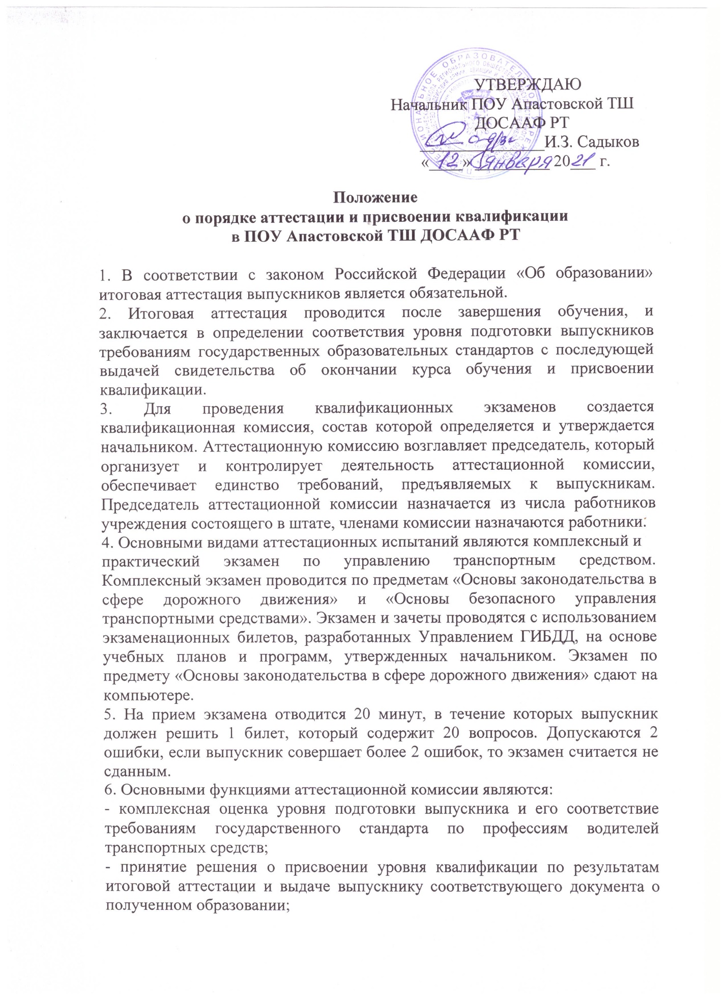 УТВЕРЖДАЮ
Начальник ПОУ Апастовской ТШ
ДОСААФ РТ
И.З. Садыков
«12» января 2021 г.
Положение
о порядке аттестации и присвоении квалификации
в ПОУ Апастовской ТШ ДОСААФ РТ
1. В соответствии с законом Российской Федерации «Об образовании»
итоговая аттестация выпускников является обязательной.
2. Итоговая аттестация проводится после завершения обучения, и
заключается в определении соответствия уровня подготовки выпускников
требованиям государственных образовательных стандартов с последующей
выдачей свидетельства об окончании курса обучения и присвоении
квалификации.
3. Для проведения квалификационных экзаменов создается
квалификационная комиссия, состав которой определяется и утверждается
начальником. Аттестационную комиссию возглавляет председатель, который
организует и контролирует деятельность аттестационной комиссии,
обеспечивает единство требований, предъявляемых к выпускникам.
Председатель аттестационной комиссии назначается из числа работников
учреждения состоящего в штате, членами комиссии назначаются работники.
4. Основными видами аттестационных испытаний являются комплексный и
практический экзамен по управлению транспортным средством.
Комплексный экзамен проводится по предметам «Основы законодательства в
сфере дорожного движения» и «Основы безопасного управления
транспортными средствами». Экзамен и зачеты проводятся с использованием
экзаменационных билетов, разработанных Управлением ГИБДД, на основе
учебных планов и программ, утвержденных начальником. Экзамен по
предмету «Основы законодательства в сфере дорожного движения» сдают на
компьютере.
5. На прием экзамена отводится 20 минут, в течение которых выпускник
должен решить 1 билет, который содержит 20 вопросов. Допускаются 2
ошибки, если выпускник совершает более 2 ошибок, то экзамен считается не
сданным.
6. Основными функциями аттестационной комиссии являются:
- комплексная оценка уровня подготовки выпускника и его соответствие
требованиям государственного стандарта по профессиям водителей
транспортных средств;
- принятие решения о присвоении уровня квалификации по результатам
итоговой аттестации и выдаче выпускнику соответствующего документа о
полученном образовании;